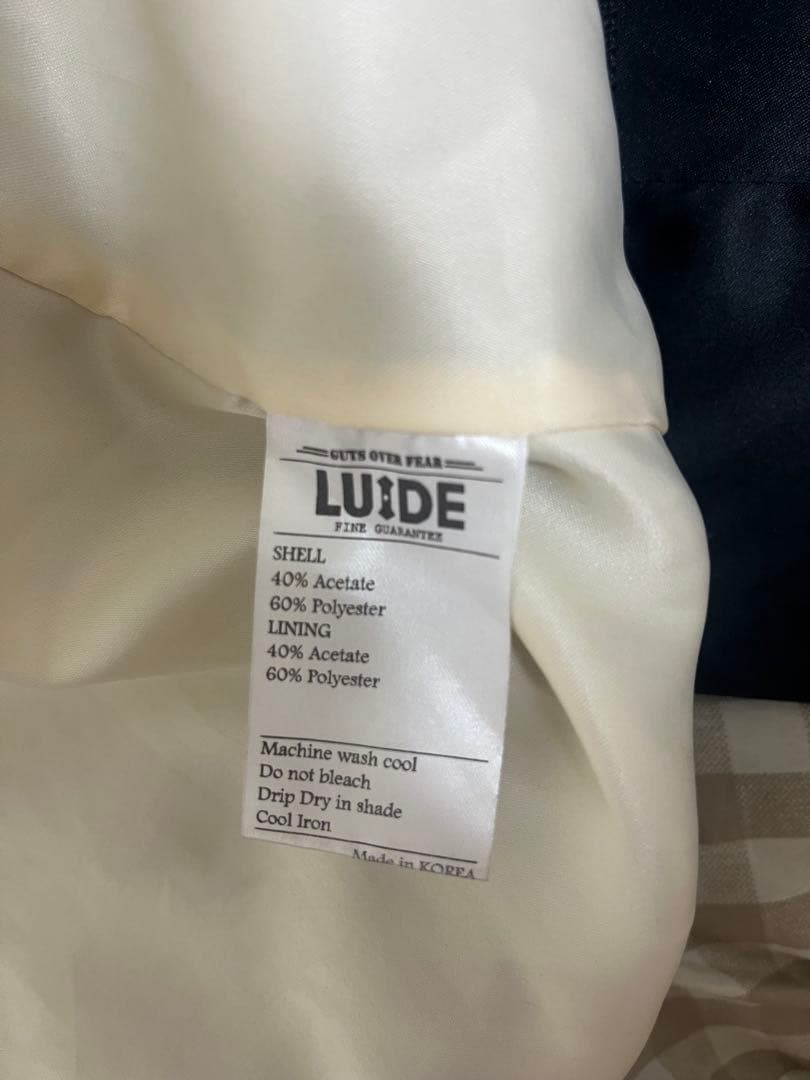 GUTS OVER FEAR
LUIDE
FINE GUARANTEE
SHELL
40% Acetate
60% Polyester
LINING
40% Acetate
60% Polyester
Machine wash cool
Do not bleach
Drip Dry in shade
Cool Iron
Made in KOREA